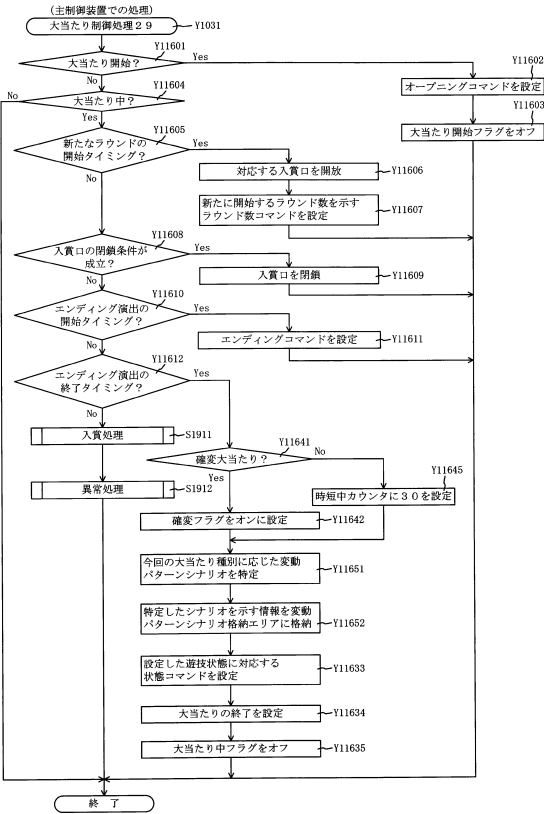 (主制御装置での処理)
大当たり制御処理29
Y1031
大当たり開始？
Y11601
Yes
No
オープニングコマンドを設定
Y11602
大当たり開始フラグをオフ
Y11603
大当たり中？
Y11604
No
Yes
新たなラウンドの
開始タイミング？
Y11605
Yes
No
対応する入賞口を開放
Y11606
新たに開始するラウンド数を示す
ラウンド数コマンドを設定
Y11607
入賞口の閉鎖条件が
成立？
Y11608
Yes
No
入賞口を閉鎖
Y11609
エンディング演出の
開始タイミング？
Y11610
Yes
No
エンディングコマンドを設定
Y11611
エンディング演出の
終了タイミング？
Y11612
Yes
No
入賞処理
S1911
異常処理
S1912
確変大当たり？
Y11641
No
Yes
時短中カウンタに30を設定
Y11645
確変フラグをオンに設定
Y11642
今回の大当たり種別に応じた変動
パターンシナリオを特定
Y11651
特定したシナリオを示す情報を変動
パターンシナリオ格納エリアに格納
Y11652
設定した遊技状態に対応する
状態コマンドを設定
Y11633
大当たりの終了を設定
Y11634
大当たり中フラグをオフ
Y11635
終 了